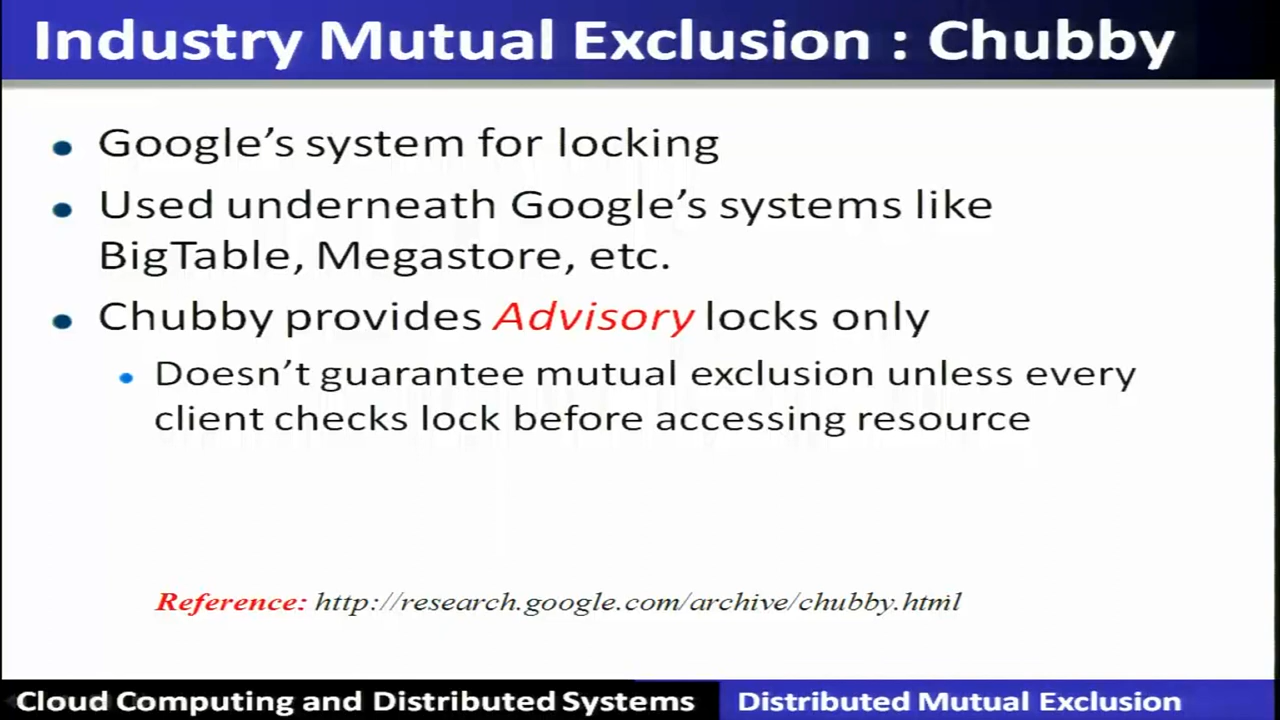 Industry Mutual Exclusion : Chubby
• Google’s system for locking
• Used underneath Google’s systems like
BigTable, Megastore, etc.
• Chubby provides Advisory locks only
• Doesn’t guarantee mutual exclusion unless every
client checks lock before accessing resource
Reference: http://research.google.com/archive/chubby.html
Cloud Computing and Distributed Systems
Distributed Mutual Exclusion